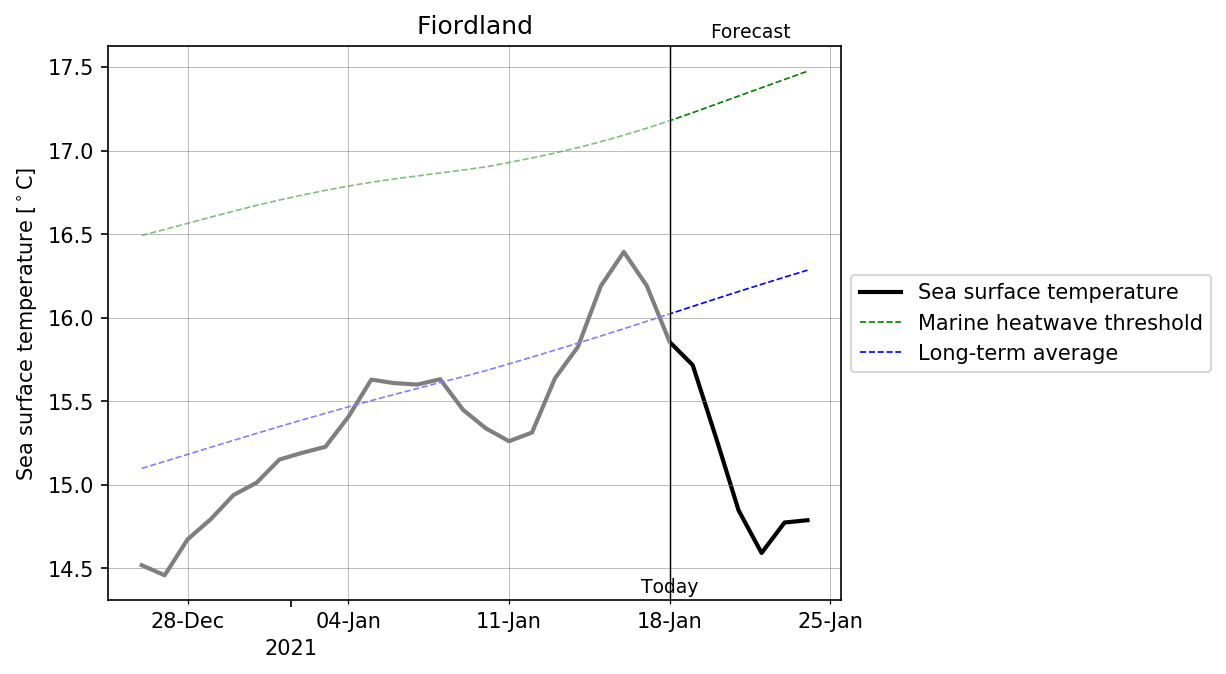 Fiordland
Forecast
Sea surface temperature [°C]
17.5
17.0
16.5
16.0
15.5
15.0
14.5
Today
28-Dec 04-Jan 11-Jan 18-Jan 25-Jan
2021
Sea surface temperature
Marine heatwave threshold
Long-term average